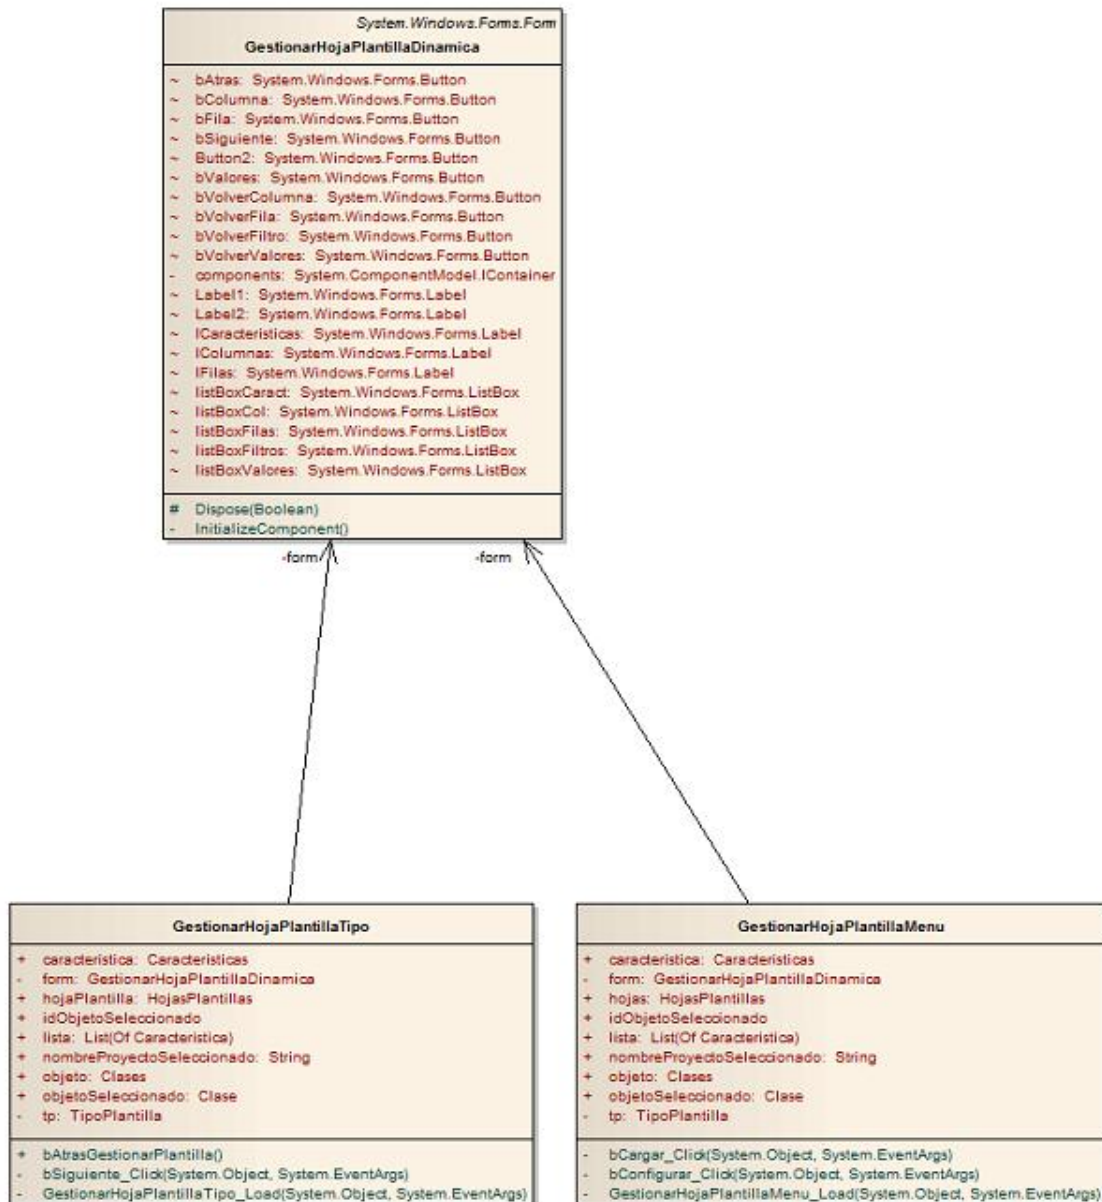 System.Windows.Forms.Form
GestionarHojaPlantillaDinamica
~ bAtras: System.Windows.Forms.Button
~ bColumna: System.Windows.Forms.Button
~ bFila: System.Windows.Forms.Button
~ bSiguiente: System.Windows.Forms.Button
~ Button2: System.Windows.Forms.Button
~ bValores: System.Windows.Forms.Button
~ bVolverColumna: System.Windows.Forms.Button
~ bVolverFila: System.Windows.Forms.Button
~ bVolverFiltro: System.Windows.Forms.Button
~ bVolverValores: System.Windows.Forms.Button
- components: System.ComponentModel.IContainer
~ Label1: System.Windows.Forms.Label
~ Label2: System.Windows.Forms.Label
~ lCaracteristicas: System.Windows.Forms.Label
~ lColumnas: System.Windows.Forms.Label
~ lFilas: System.Windows.Forms.Label
~ listBoxCaract: System.Windows.Forms.ListBox
~ listBoxCol: System.Windows.Forms.ListBox
~ listBoxFilas: System.Windows.Forms.ListBox
~ listBoxFiltros: System.Windows.Forms.ListBox
~ listBoxValores: System.Windows.Forms.ListBox
# Dispose(Boolean)
- InitializeComponent()
-form
-form
GestionarHojaPlantillaTipo
+ caracteristica: Caracteristicas
- form: GestionarHojaPlantillaDinamica
+ hojaPlantilla: HojasPlantillas
+ idObjetoSeleccionado
+ lista: List(Of Caracteristica)
+ nombreProyectoSeleccionado: String
+ objeto: Clases
+ objetoSeleccionado: Clase
- tp: TipoPlantilla
+ bAtrasGestionarPlantilla()
- bSiguiente_Click(System.Object, System.EventArgs)
- GestionarHojaPlantillaTipo_Load(System.Object, System.EventArgs)
GestionarHojaPlantillaMenu
+ caracteristica: Caracteristicas
- form: GestionarHojaPlantillaDinamica
+ hojas: HojasPlantillas
+ idObjetoSeleccionado
+ lista: List(Of Caracteristica)
+ nombreProyectoSeleccionado: String
+ objeto: Clases
+ objetoSeleccionado: Clase
- tp: TipoPlantilla
- bCargar_Click(System.Object, System.EventArgs)
- bConfigurar_Click(System.Object, System.EventArgs)
- GestionarHojaPlantillaMenu_Load(System.Object, System.EventArgs)